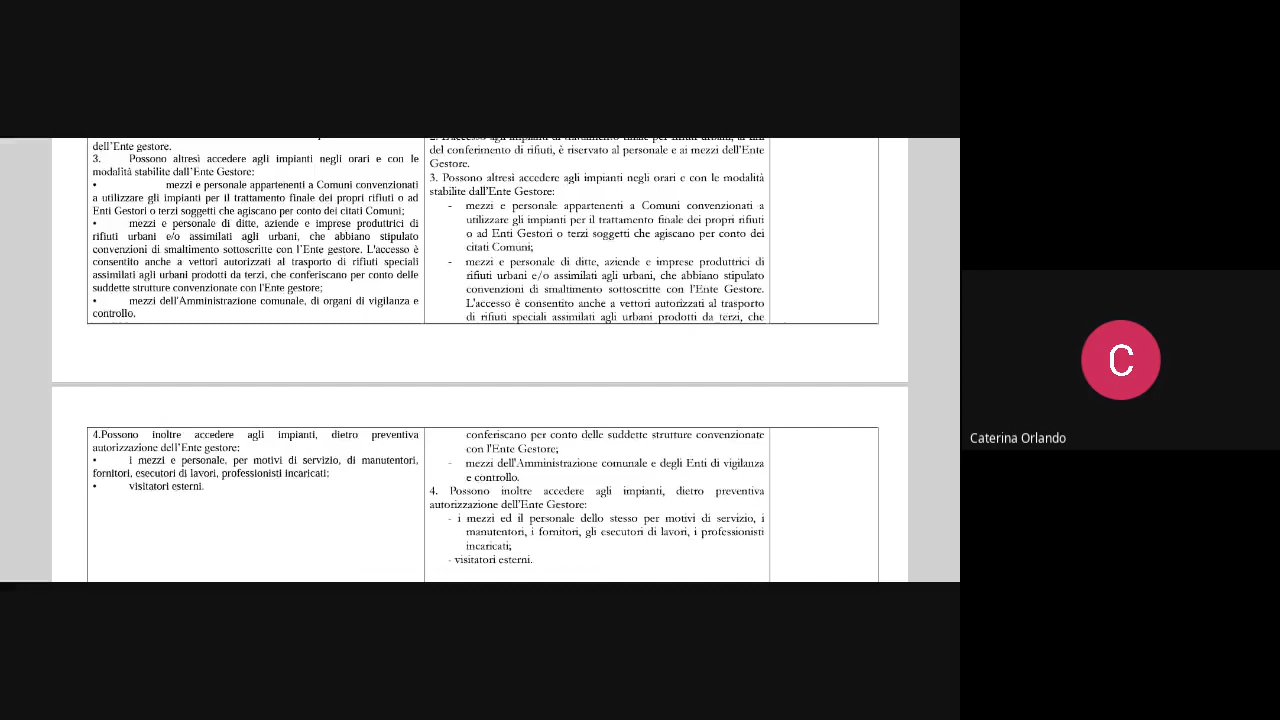 dell'Ente gestore.
3. Possono altresì accedere agli impianti negli orari e con le
modalità stabilite dall'Ente Gestore:
• mezzi e personale appartenenti a Comuni convenzionati
a utilizzare gli impianti per il trattamento finale dei propri rifiuti o ad
Enti Gestori o terzi soggetti che agiscano per conto dei citati Comuni;
• mezzi e personale di ditte, aziende e imprese produttrici di
rifiuti urbani e/o assimilati agli urbani, che abbiano stipulato
convenzioni di smaltimento sottoscritte con l'Ente gestore. L'accesso è
consentito anche a vettori autorizzati al trasporto di rifiuti speciali
assimilati agli urbani prodotti da terzi, che conferiscano per conto delle
suddette strutture convenzionate con l'Ente gestore;
• mezzi dell'Amministrazione comunale, di organi di vigilanza e
controllo.
2. L'accesso agli impianti di trattamento finale per rifiuti urbani, ai fini
del conferimento di rifiuti, è riservato al personale e ai mezzi dell'Ente
Gestore.
3. Possono altresì accedere agli impianti negli orari e con le modalità
stabilite dall'Ente Gestore:
- mezzi e personale appartenenti a Comuni convenzionati a
utilizzare gli impianti per il trattamento finale dei propri rifiuti
o ad Enti Gestori o terzi soggetti che agiscano per conto dei
citati Comuni;
- mezzi e personale di ditte, aziende e imprese produttrici di
rifiuti urbani e/o assimilati agli urbani, che abbiano stipulato
convenzioni di smaltimento sottoscritte con l'Ente Gestore.
L'accesso è consentito anche a vettori autorizzati al trasporto
di rifiuti speciali assimilati agli urbani prodotti da terzi, che
4.Possono inoltre accedere agli impianti, dietro preventiva
autorizzazione dell'Ente gestore:
• i mezzi e personale, per motivi di servizio, di manutentori,
fornitori, esecutori di lavori, professionisti incaricati;
• visitatori esterni.
conferiscano per conto delle suddette strutture convenzionate
con l'Ente Gestore;
- mezzi dell'Amministrazione comunale e degli Enti di vigilanza
e controllo.
4. Possono inoltre accedere agli impianti, dietro preventiva
autorizzazione dell'Ente Gestore:
- i mezzi ed il personale dello stesso per motivi di servizio, i
manutentori, i fornitori, gli esecutori di lavori, i professionisti
incaricati;
- visitatori esterni.
C
Caterina Orlando